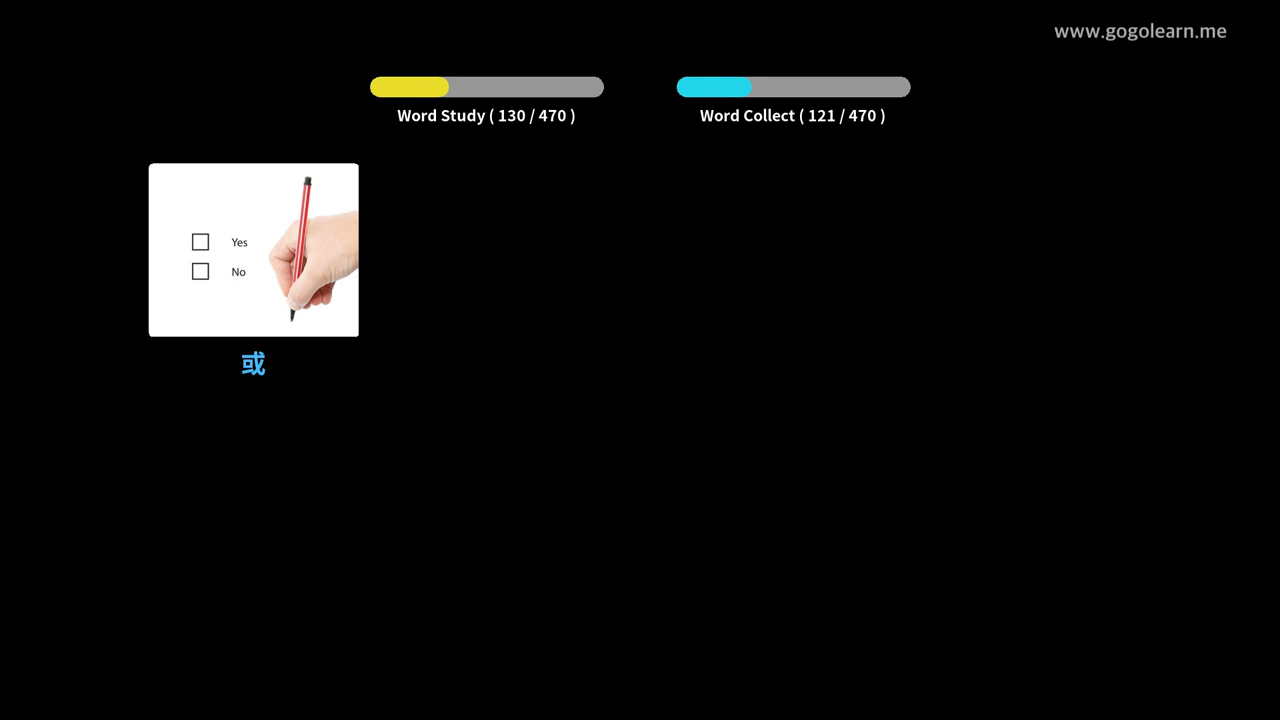 www.gogolearn.me
Word Study ( 130 / 470 )
Word Collect ( 121 / 470 )
Yes
No
或